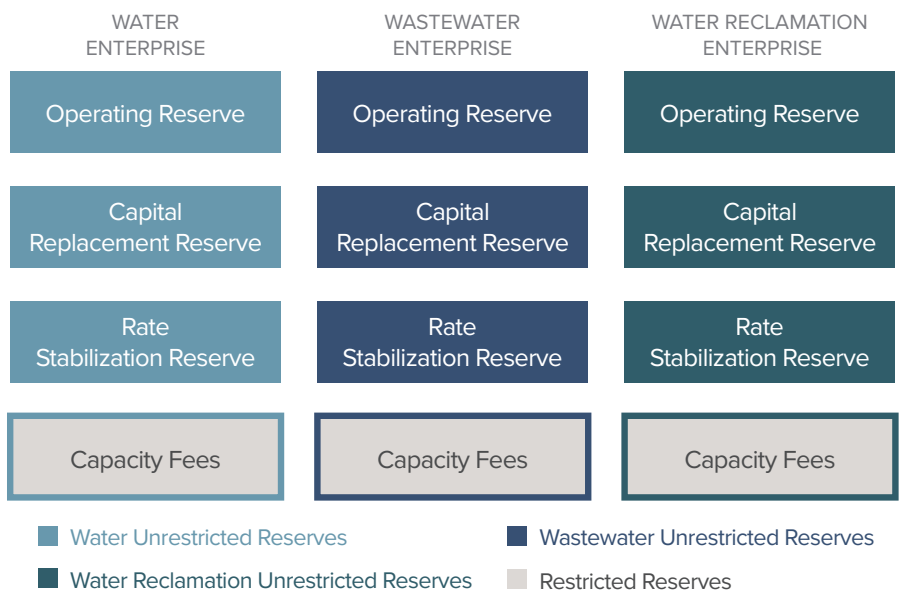 WATER
ENTERPRISE
WASTEWATER
ENTERPRISE
WATER RECLAMATION
ENTERPRISE
Operating Reserve
Operating Reserve
Operating Reserve
Capital
Replacement Reserve
Capital
Replacement Reserve
Capital
Replacement Reserve
Rate
Stabilization Reserve
Rate
Stabilization Reserve
Rate
Stabilization Reserve
Capacity Fees
Capacity Fees
Capacity Fees
Water Unrestricted Reserves
Wastewater Unrestricted Reserves
Water Reclamation Unrestricted Reserves
Restricted Reserves